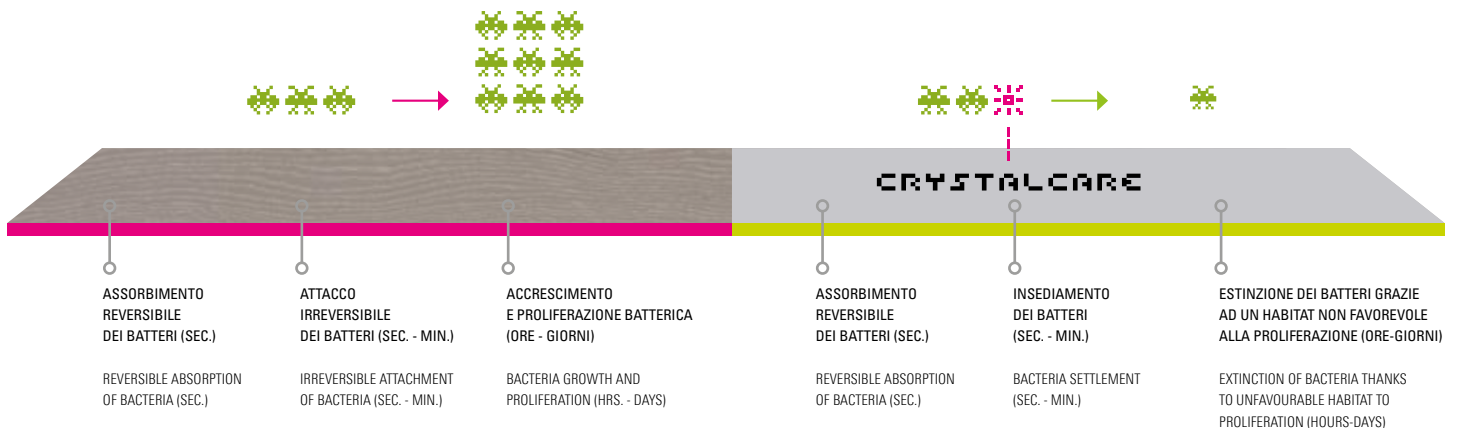 CRYSTALCARE
ASSORBIMENTO
REVERSIBILE
DEI BATTERI (SEC.)
REVERSIBLE ABSORPTION
OF BACTERIA (SEC.)
ATTACCO
IRREVERSIBILE
DEI BATTERI (SEC. - MIN.)
IRREVERSIBLE ATTACHMENT
OF BACTERIA (SEC. - MIN.)
ACCRESCIMENTO
E PROLIFERAZIONE BATTERICA
(ORE - GIORNI)
BACTERIA GROWTH AND
PROLIFERATION (HRS. - DAYS)
ASSORBIMENTO
REVERSIBILE
DEI BATTERI (SEC.)
REVERSIBLE ABSORPTION
OF BACTERIA (SEC.)
INSEDIAMENTO
DEI BATTERI
(SEC. - MIN.)
BACTERIA SETTLEMENT
(SEC. - MIN.)
ESTINZIONE DEI BATTERI GRAZIE
AD UN HABITAT NON FAVOREVOLE
ALLA PROLIFERAZIONE (ORE-GIORNI)
EXTINCTION OF BACTERIA THANKS
TO UNFAVOURABLE HABITAT TO
PROLIFERATION (HOURS-DAYS)